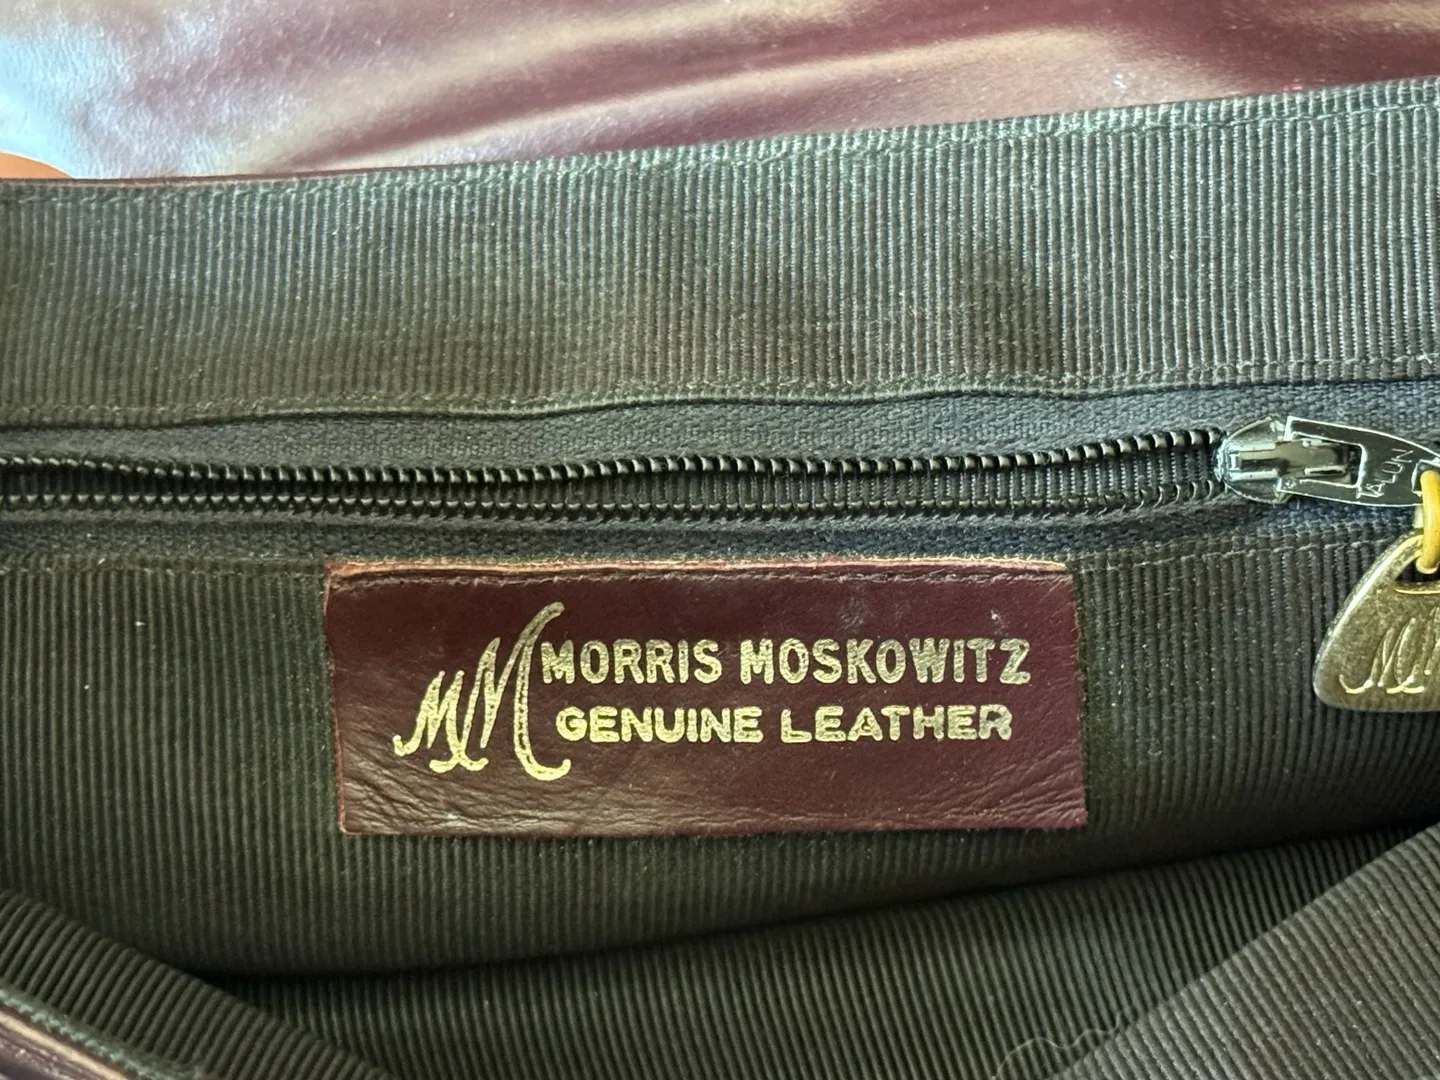 TALON
MM MORRIS MOSKOWITZ
GENUINE LEATHER
M